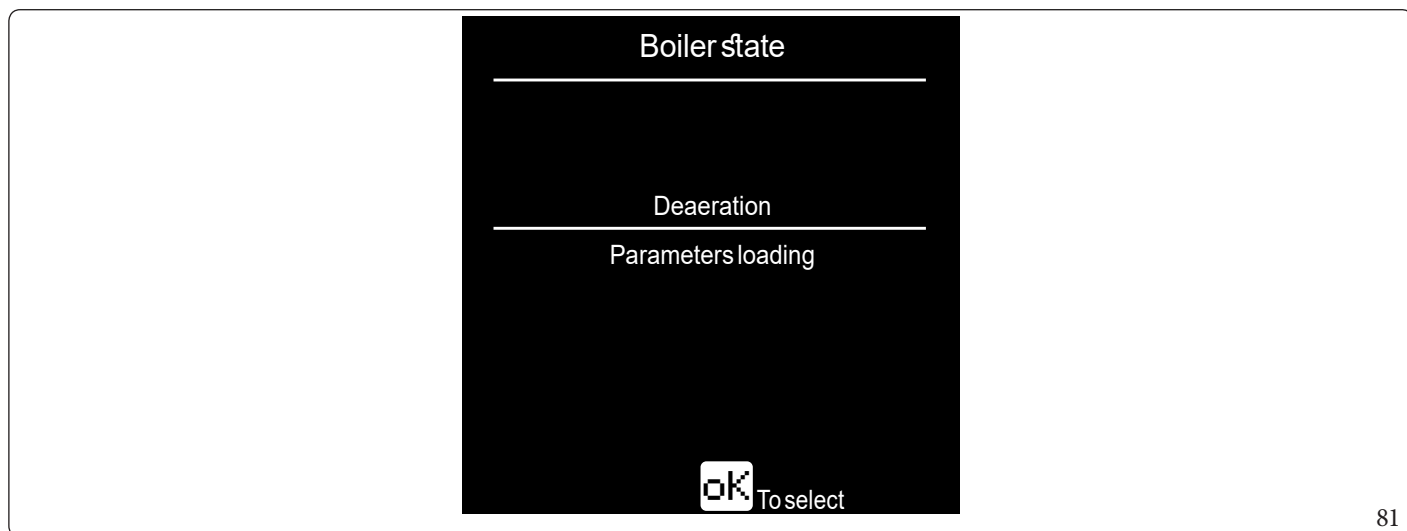 Boiler state
Deaeration
Parameters loading
oK To select
81